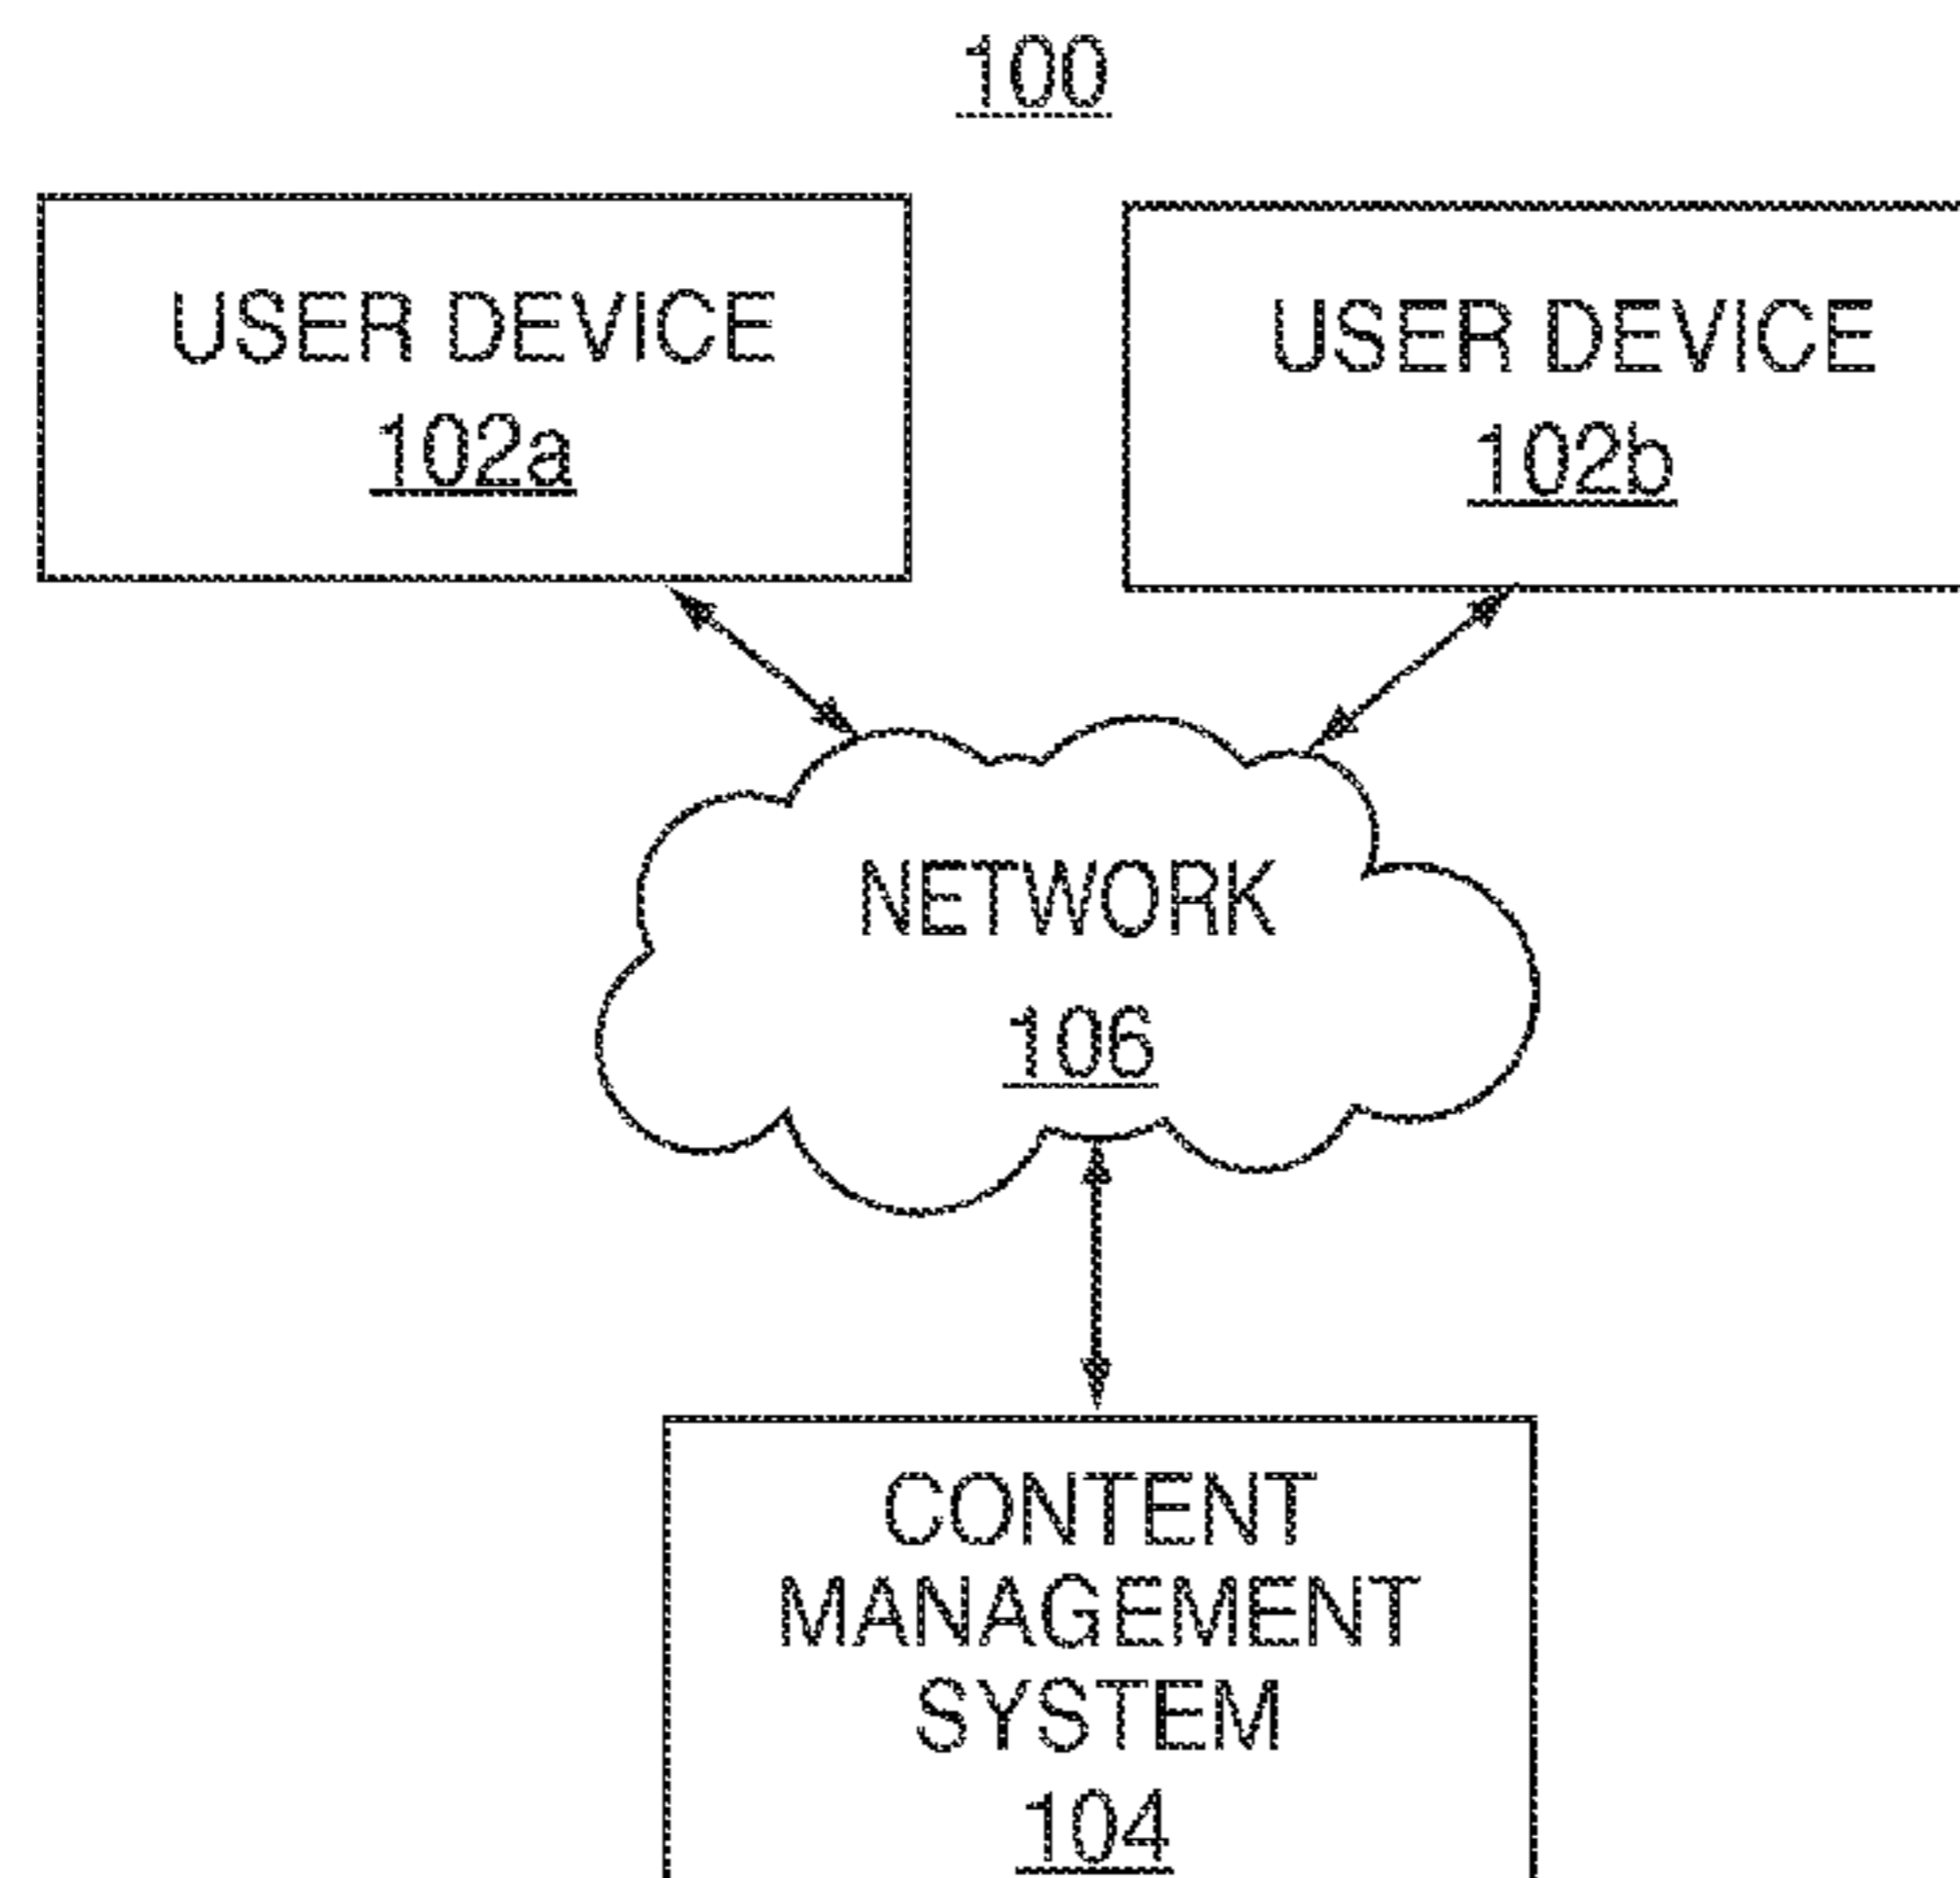 100
USER DEVICE
102a
USER DEVICE
102b
NETWORK
106
CONTENT
MANAGEMENT
SYSTEM
104